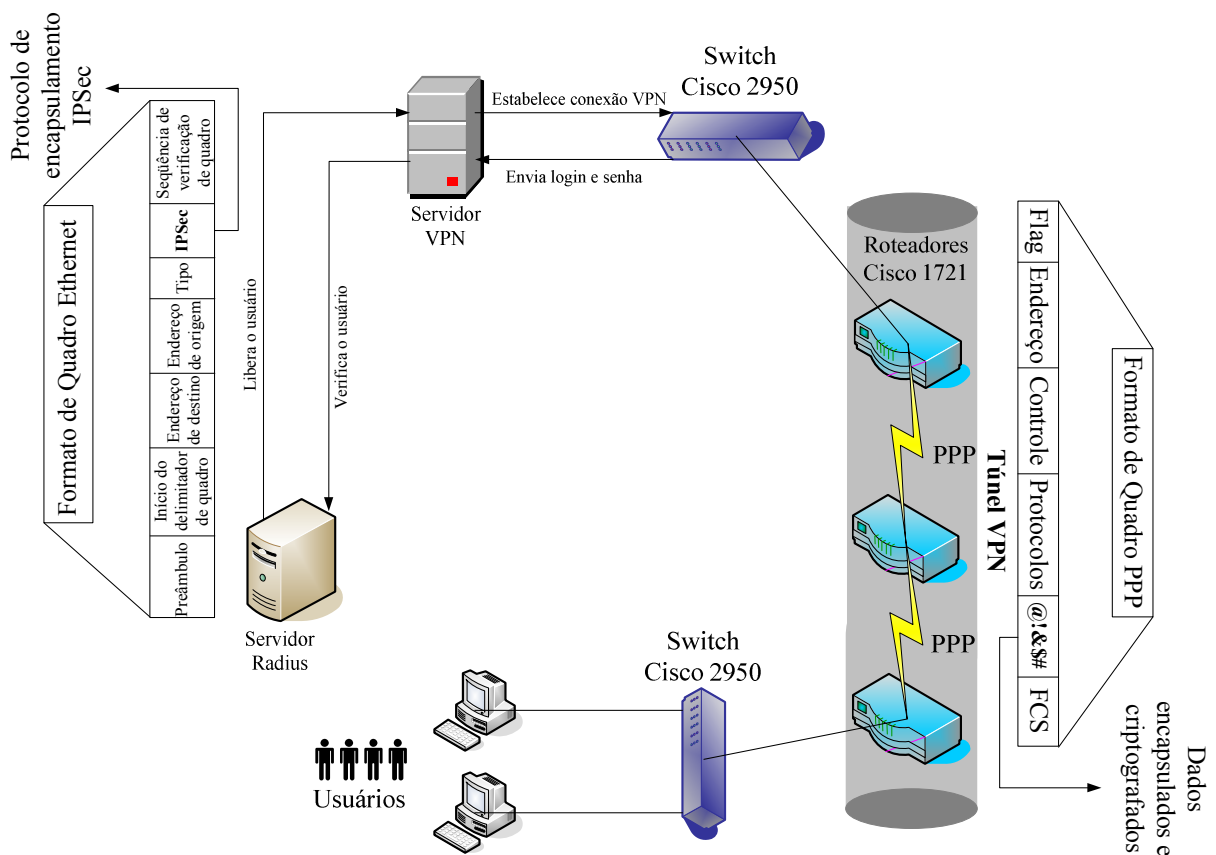 Protocolo de
encapsulamento
IPSec
Formato de Quadro Ethernet
Seqüência de
verificação
de quadro
IPSec
Tipo
Endereço
de origem
Endereço
de destino
Início do
delimitador
de quadro
Preâmbulo
Libera o usuário
Verifica o usuário
Servidor
VPN
Estabelece conexão VPN
Envia login e senha
Switch
Cisco 2950
Servidor
Radius
Usuários
Switch
Cisco 2950
Roteadores
Cisco 1721
PPP
PPP
Túnel VPN
Flag
Endereço
Controle
Protocolos
@!&$#
FCS
Formato de Quadro PPP
Dados
encapsulados e
criptografados